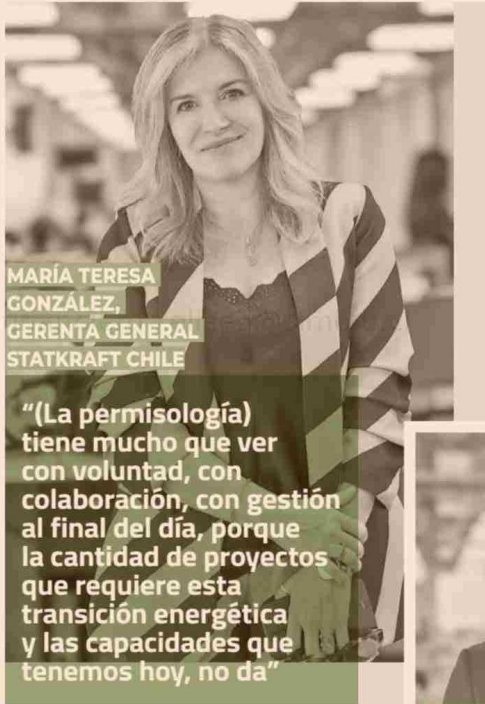 MARÍA TERESA
GONZÁLEZ,
GERENTA GENERAL
STATKRAFT CHILE
“(La permisología)
tiene mucho que ver
con voluntad, con
colaboración, con gestión
al final del día, porque
la cantidad de proyectos
que requiere esta
transición energética
y las capacidades que
tenemos hoy, no da”